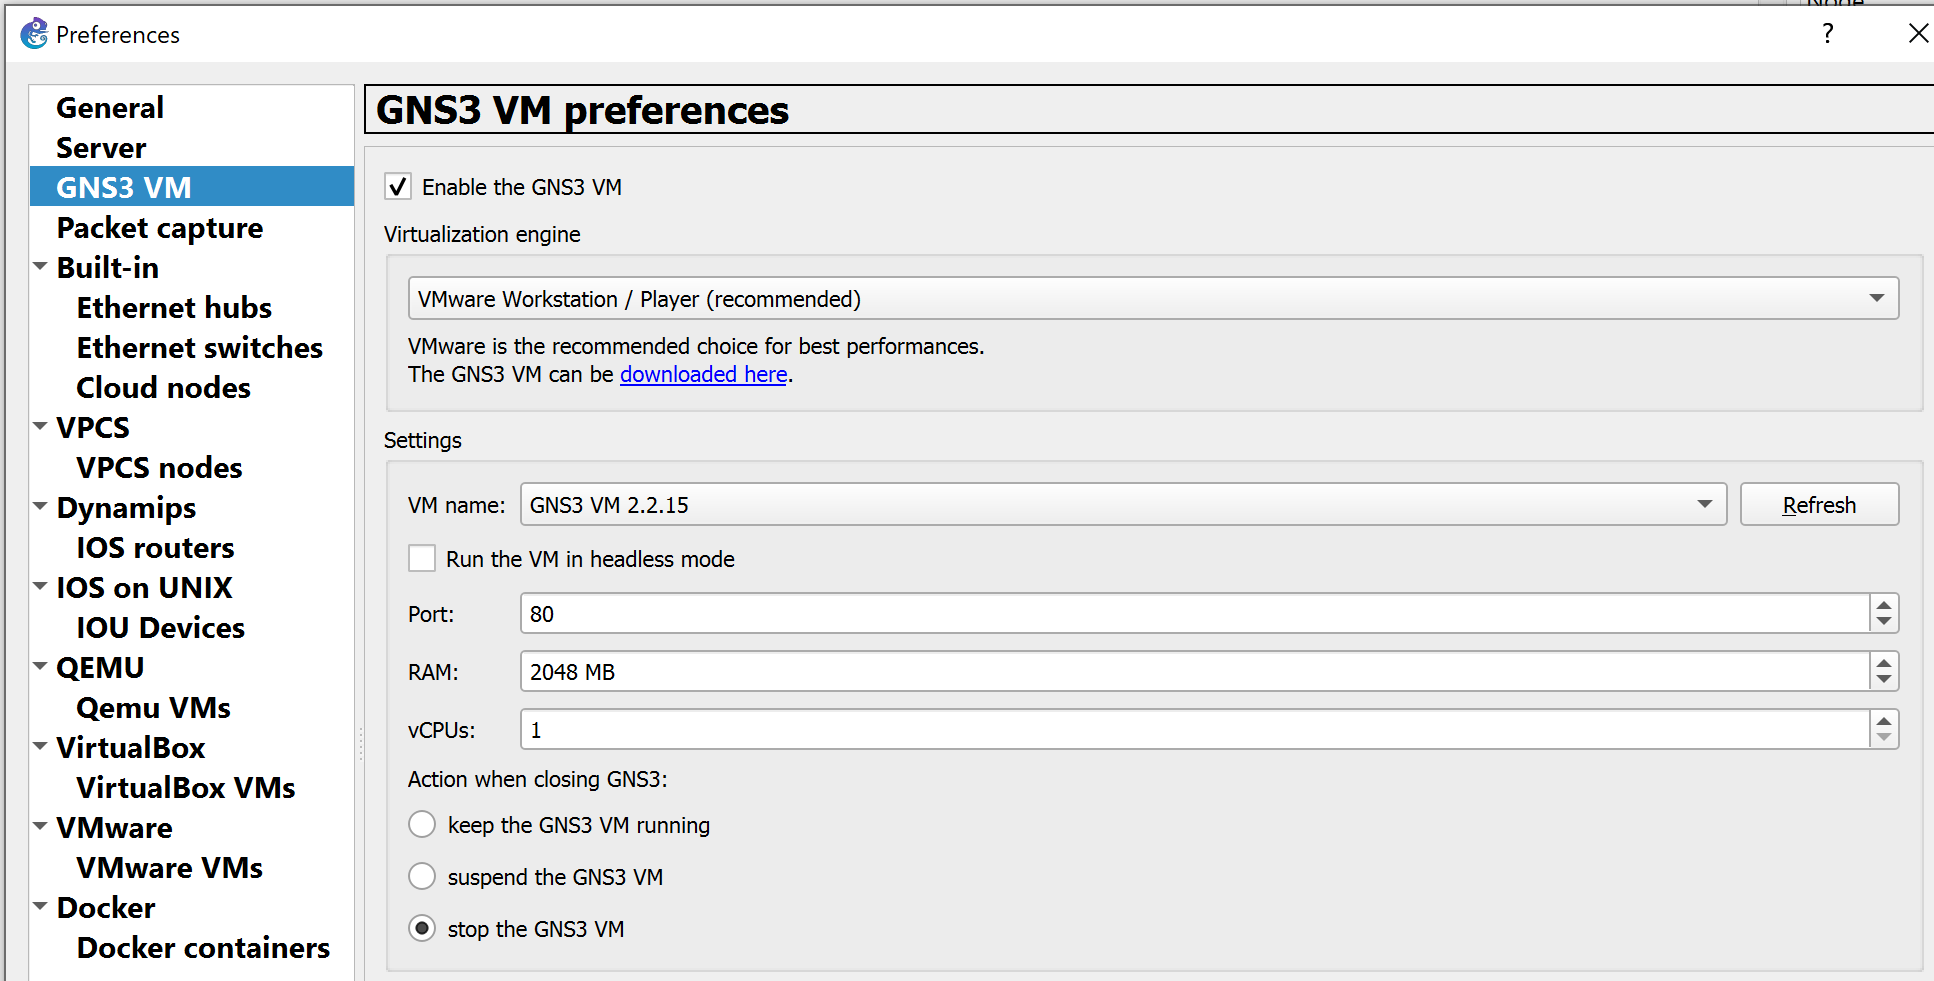 Node
Preferences
?
General
Server
GNS3 VM
Packet capture
Built-in
Ethernet hubs
Ethernet switches
Cloud nodes
VPCS
VPCS nodes
Dynamips
IOS routers
IOS on UNIX
IOU Devices
QEMU
Qemu VMs
VirtualBox
VirtualBox VMs
VMware
VMware VMs
Docker
Docker containers
GNS3 VM preferences
Enable the GNS3 VM
Virtualization engine
VMware Workstation / Player (recommended)
VMware is the recommended choice for best performances.
The GNS3 VM can be downloaded here.
Settings
VM name: GNS3 VM 2.2.15 Refresh
Run the VM in headless mode
Port: 80
RAM: 2048 MB
vCPUs: 1
Action when closing GNS3:
keep the GNS3 VM running
suspend the GNS3 VM
stop the GNS3 VM